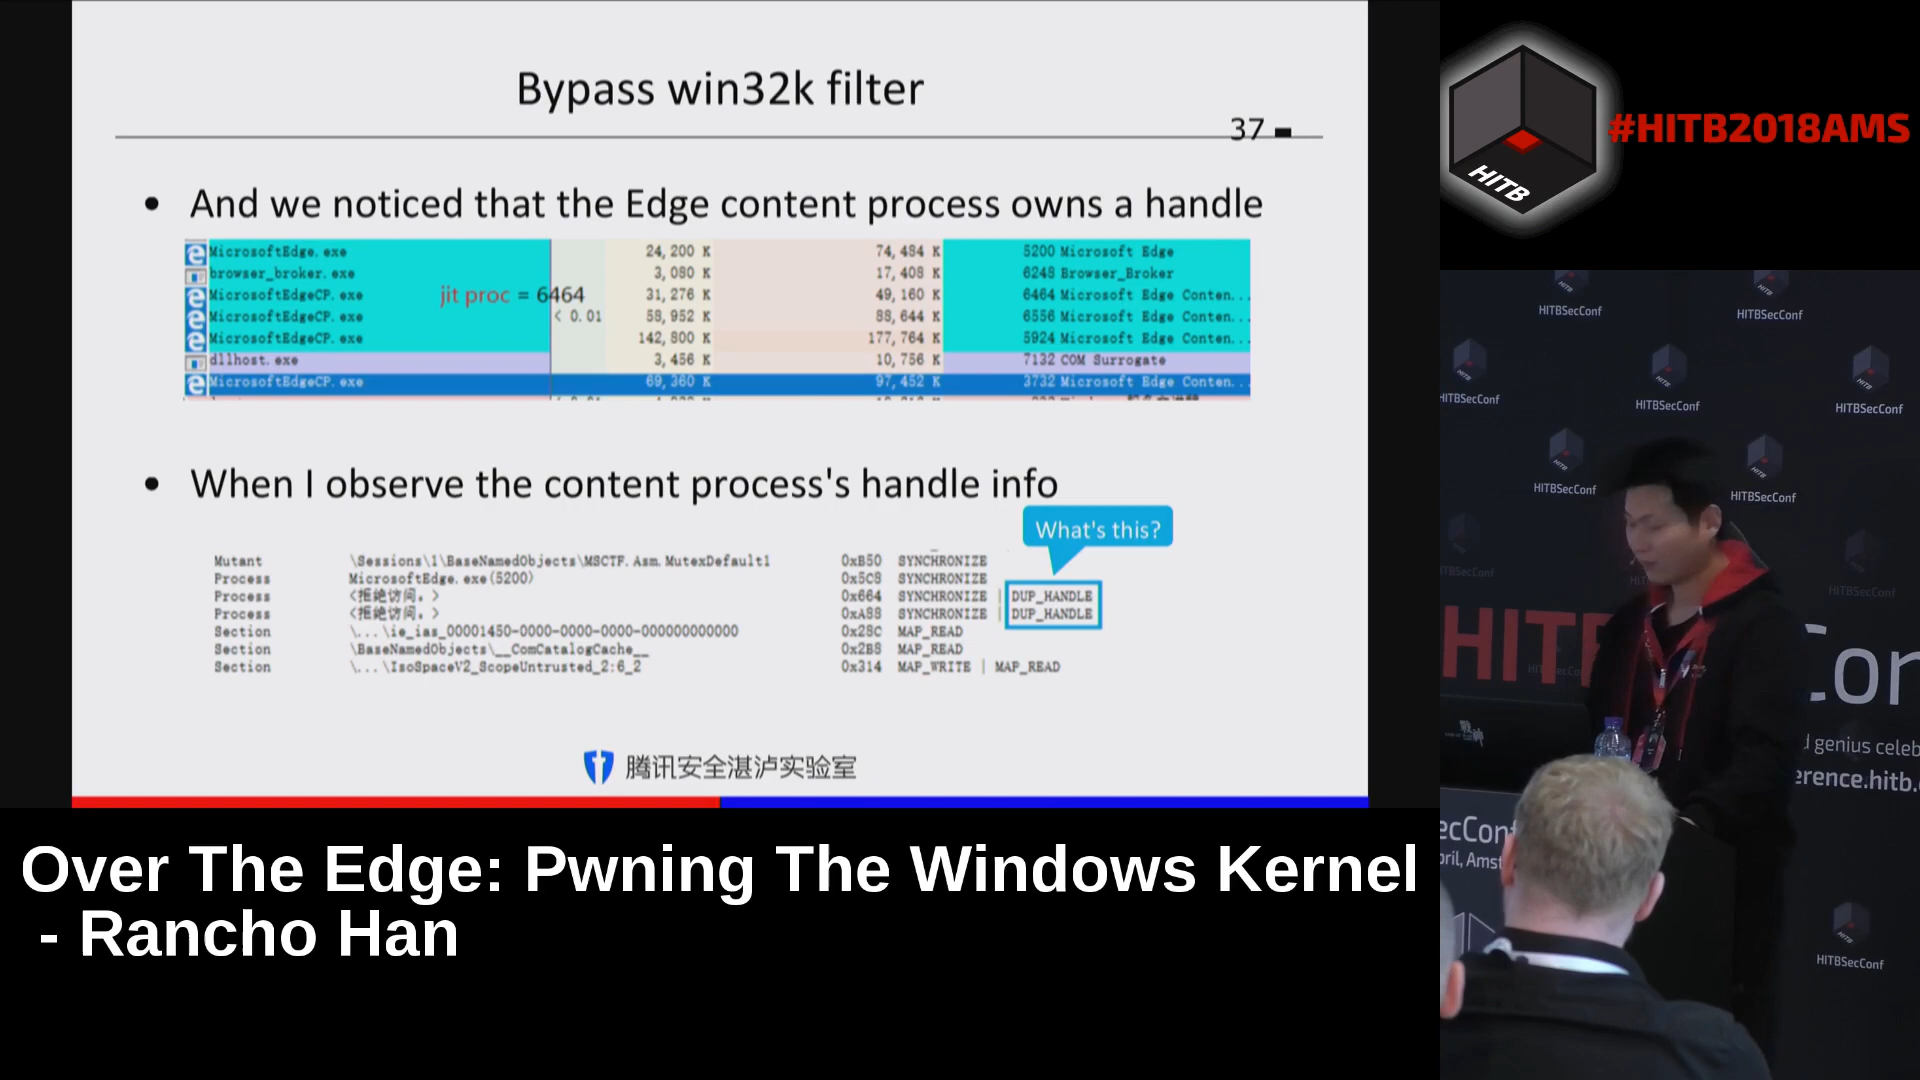 Bypass win32k filter
37
• And we noticed that the Edge content process owns a handle
MicrosoftEdge.exe 24,200 K 74,484 K 5200 Microsoft Edge
browser_broker.exe 3,080 K 17,408 K 6248 Browser_Broker
MicrosoftEdgeCP.exe jit proc = 6464 31,276 K 49,160 K 6464 Microsoft Edge Conten...
MicrosoftEdgeCP.exe < 0.01 58,952 K 88,644 K 6556 Microsoft Edge Conten...
MicrosoftEdgeCP.exe 142,800 K 177,764 K 5924 Microsoft Edge Conten...
dllhost.exe 3,456 K 10,756 K 7132 COM Surrogate
MicrosoftEdgeCP.exe 69,360 K 97,452 K 3732 Microsoft Edge Conten...
• When I observe the content process's handle info
What's this?
Mutant \Sessions\1\BaseNamedObjects\MSCTF.Asm.MutexDefault1 0xB50 SYNCHRONIZE
Process MicrosoftEdge.exe(5200) 0x5C8 SYNCHRONIZE
Process <拒绝访问。> 0x664 SYNCHRONIZE | DUP_HANDLE
Process <拒绝访问。> 0xA88 SYNCHRONIZE | DUP_HANDLE
Section \...\ie_ias_00001450-0000-0000-0000-000000000000 0x28C MAP_READ
Section \BaseNamedObjects\__ComCatalogCache__ 0x2B8 MAP_READ
Section \...\IsoSpaceV2_ScopeUntrusted_2:6_2 0x314 MAP_WRITE | MAP_READ
腾讯安全湛泸实验室
Over The Edge: Pwning The Windows Kernel
- Rancho Han
HITB
#HITB2018AMS
HITBSecConf
HITBSecConf
HITBSecConf
HITBSecConf
HITBSecConf
HITBSecConf
HITBSecConf
HITB
Con
d genius celeb
erence.hitb.
ecConf
pril, Amst
HITBSecConf